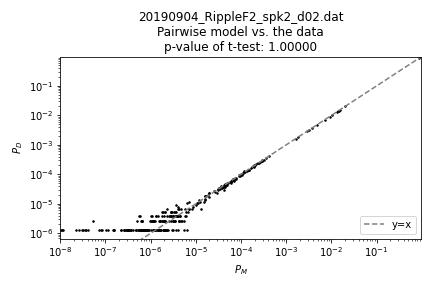 20190904_RippleF2_spk2_d02.dat
Pairwise model vs. the data
p-value of t-test: 1.00000
10⁻¹
10⁻²
10⁻³
10⁻⁴
10⁻⁵
10⁻⁶
P_D
10⁻⁸ 10⁻⁷ 10⁻⁶ 10⁻⁵ 10⁻⁴ 10⁻³ 10⁻² 10⁻¹
P_M
y=x